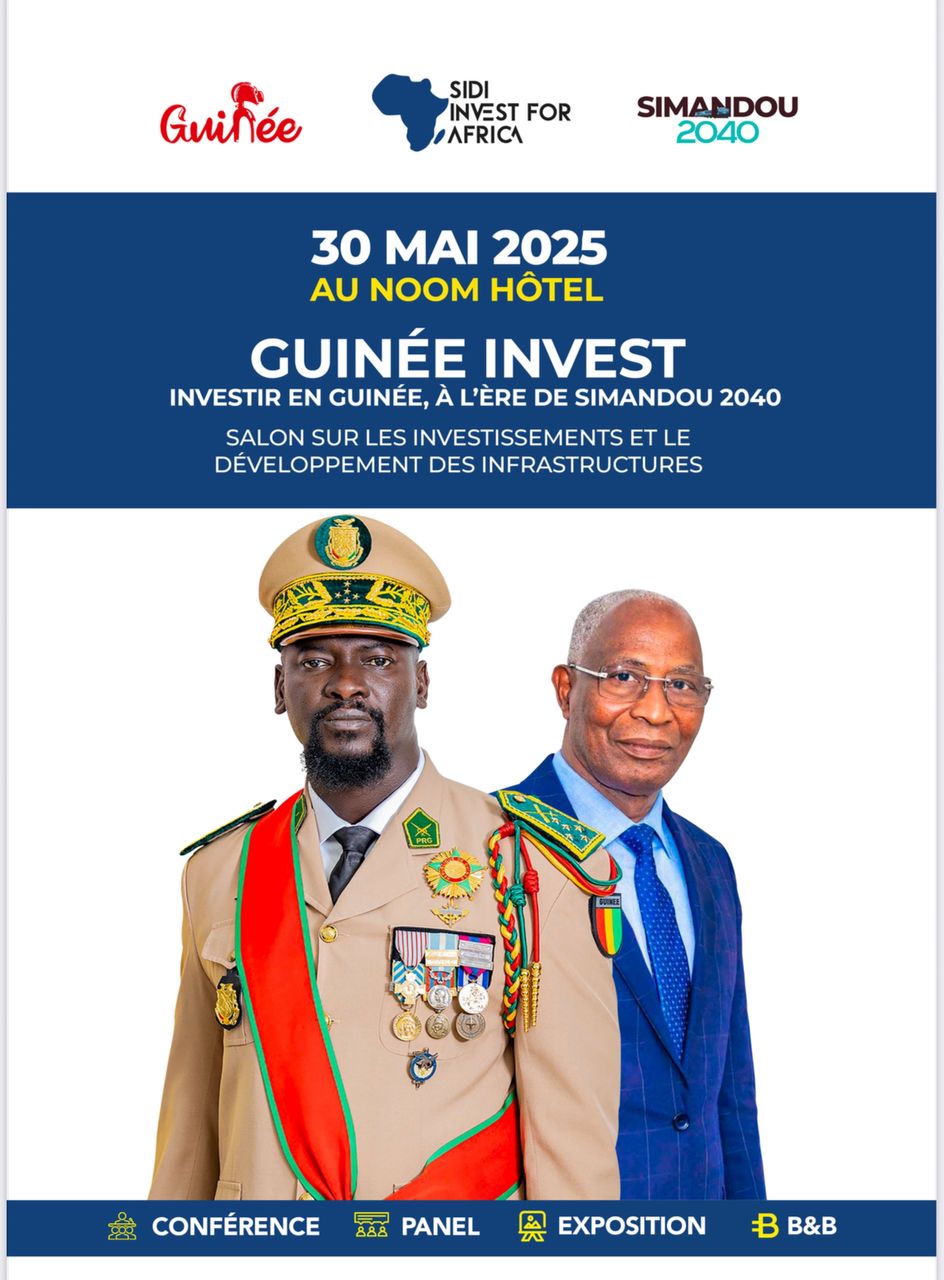 Guinée
SIDI
INVEST FOR
AFRICA
SIMANDOU
2040
30 MAI 2025
AU NOOM HÔTEL
GUINÉE INVEST
INVESTIR EN GUINÉE, À L'ÈRE DE SIMANDOU 2040
SALON SUR LES INVESTISSEMENTS ET LE
DÉVELOPPEMENT DES INFRASTRUCTURES
PRG
GUINEE
CONFÉRENCE
PANEL
EXPOSITION
B&B